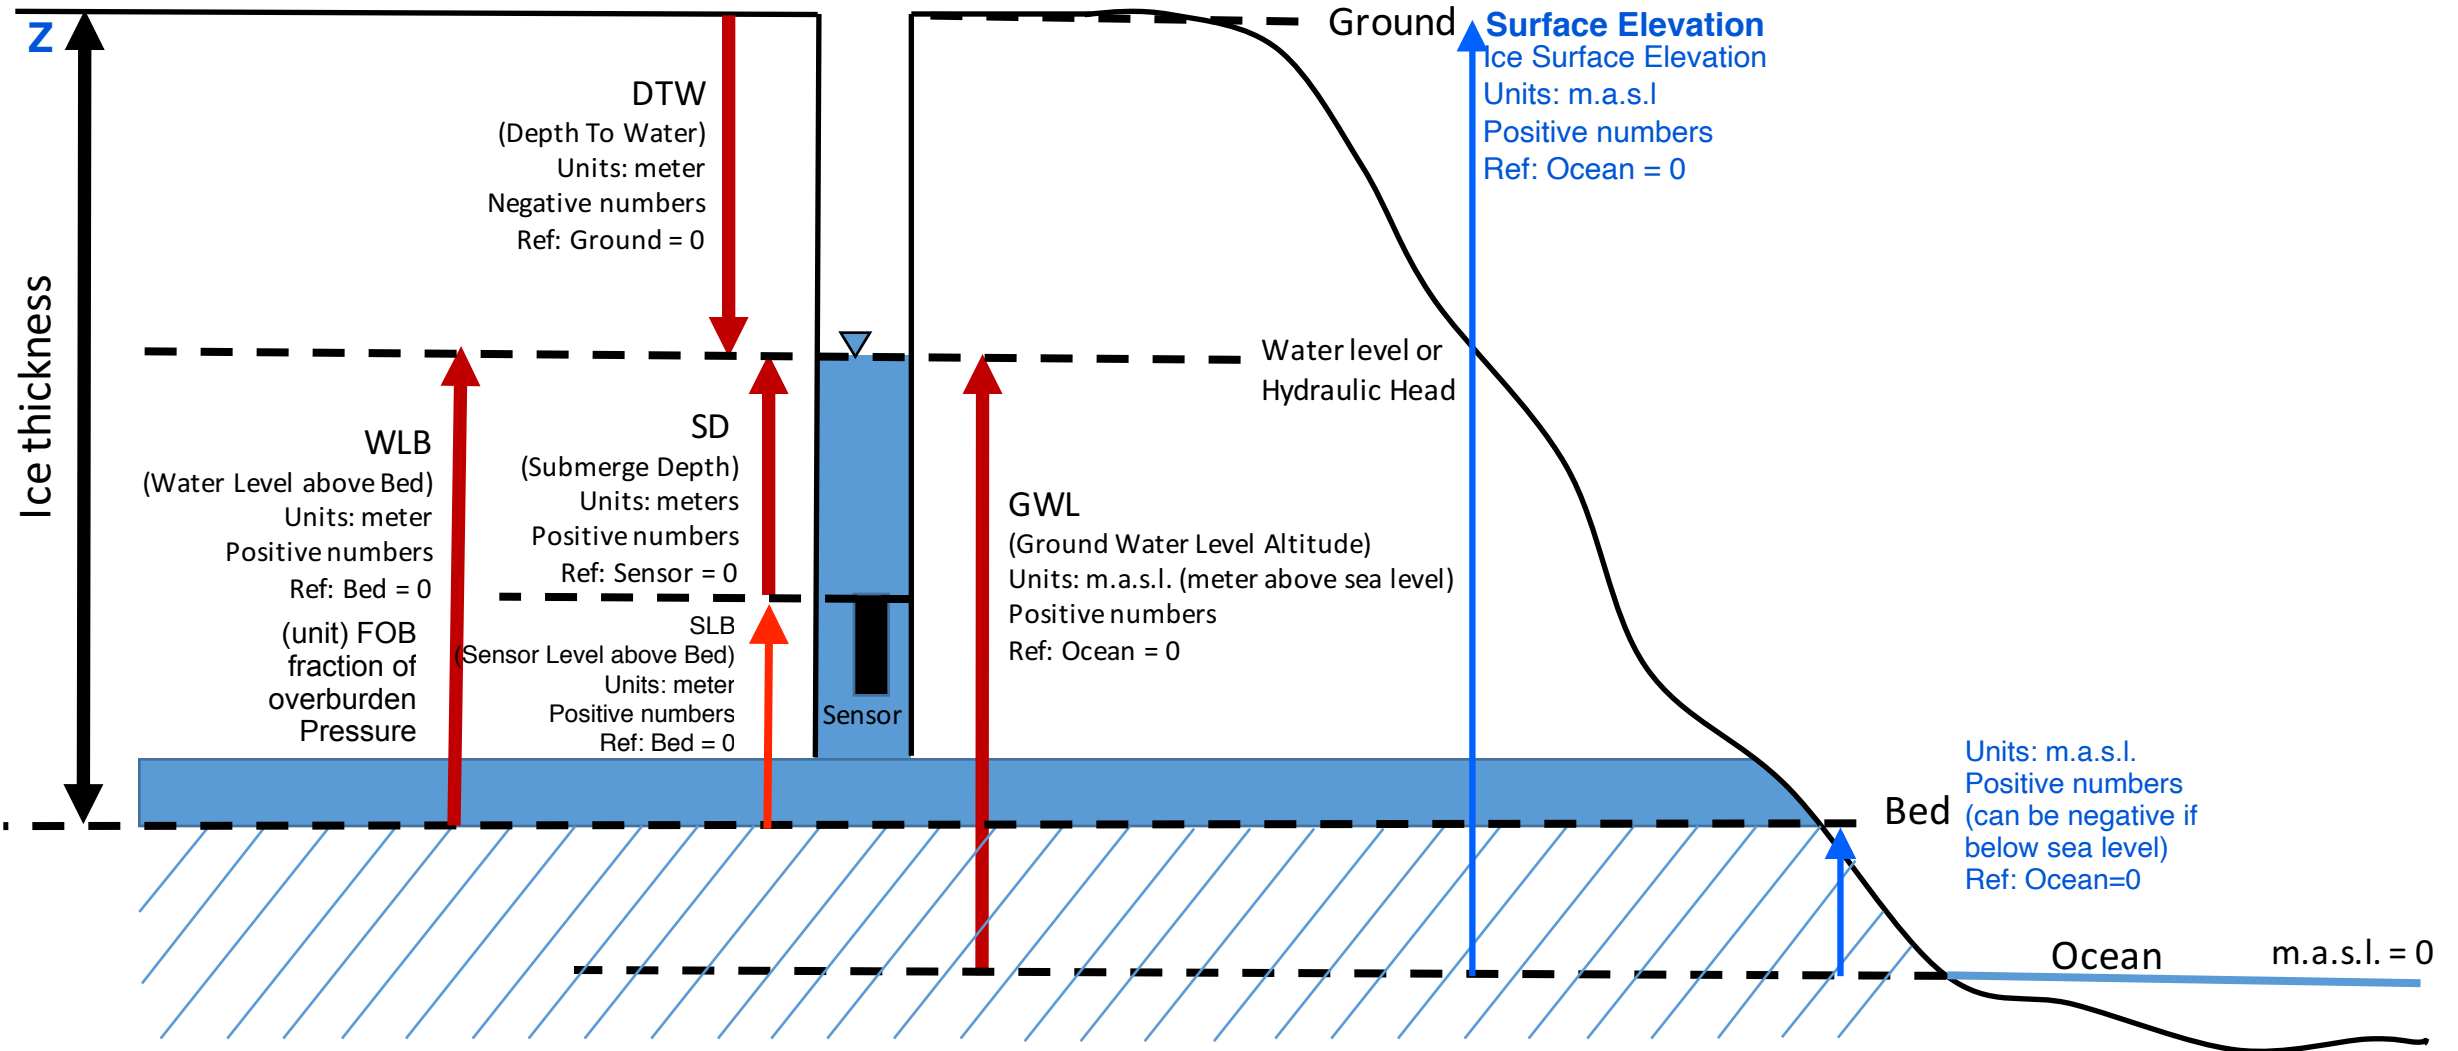 Z
Ice thickness
DTW
(Depth To Water)
Units: meter
Negative numbers
Ref: Ground = 0
Ground
Surface Elevation
Ice Surface Elevation
Units: m.a.s.l
Positive numbers
Ref: Ocean = 0
Water level or
Hydraulic Head
WLB
(Water Level above Bed)
Units: meter
Positive numbers
Ref: Bed = 0
(unit) FOB
fraction of
overburden
Pressure
SD
(Submerge Depth)
Units: meters
Positive numbers
Ref: Sensor = 0
SLB
(Sensor Level above Bed)
Units: meter
Positive numbers
Ref: Bed = 0
Sensor
GWL
(Ground Water Level Altitude)
Units: m.a.s.l. (meter above sea level)
Positive numbers
Ref: Ocean = 0
Bed
Units: m.a.s.l.
Positive numbers
(can be negative if
below sea level)
Ref: Ocean=0
Ocean
m.a.s.l. = 0